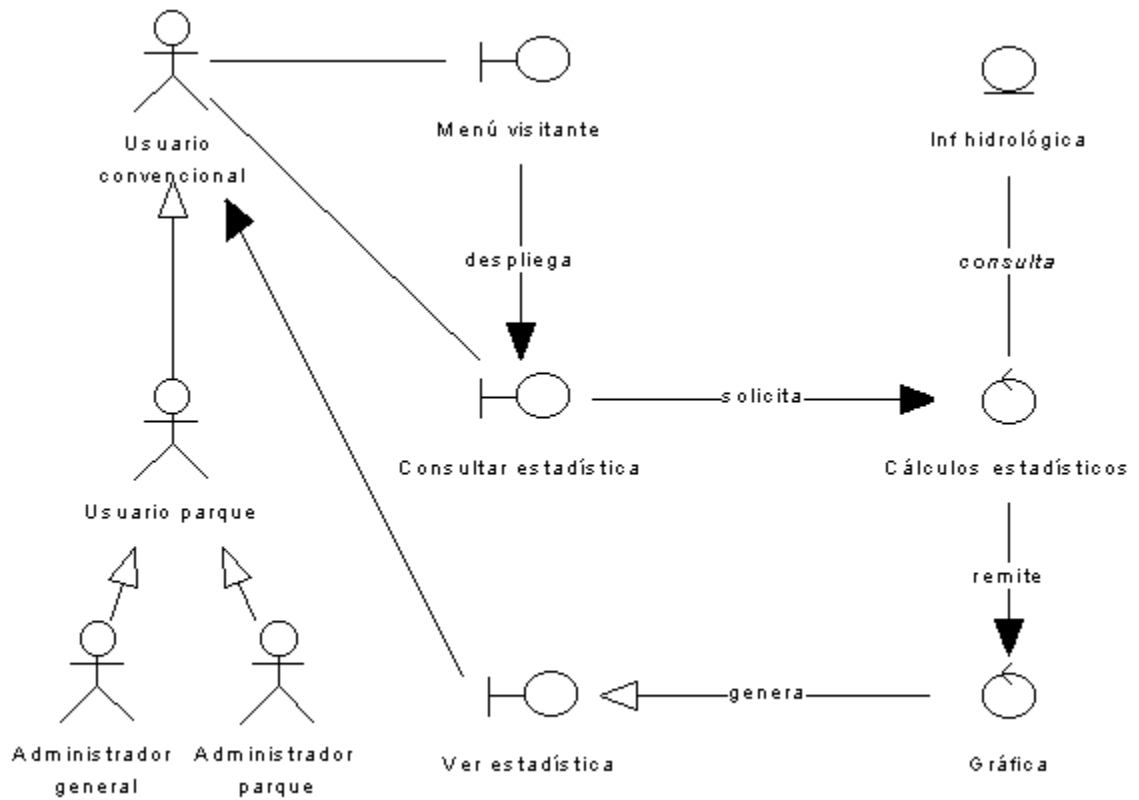 Usuario
convencional
Menú visitante
Inf hidrológica
despliega
consulta
Consultar estadística
solicita
Cálculos estadísticos
Usuario parque
remite
genera
Administrador
general
Administrador
parque
Ver estadística
Gráfica